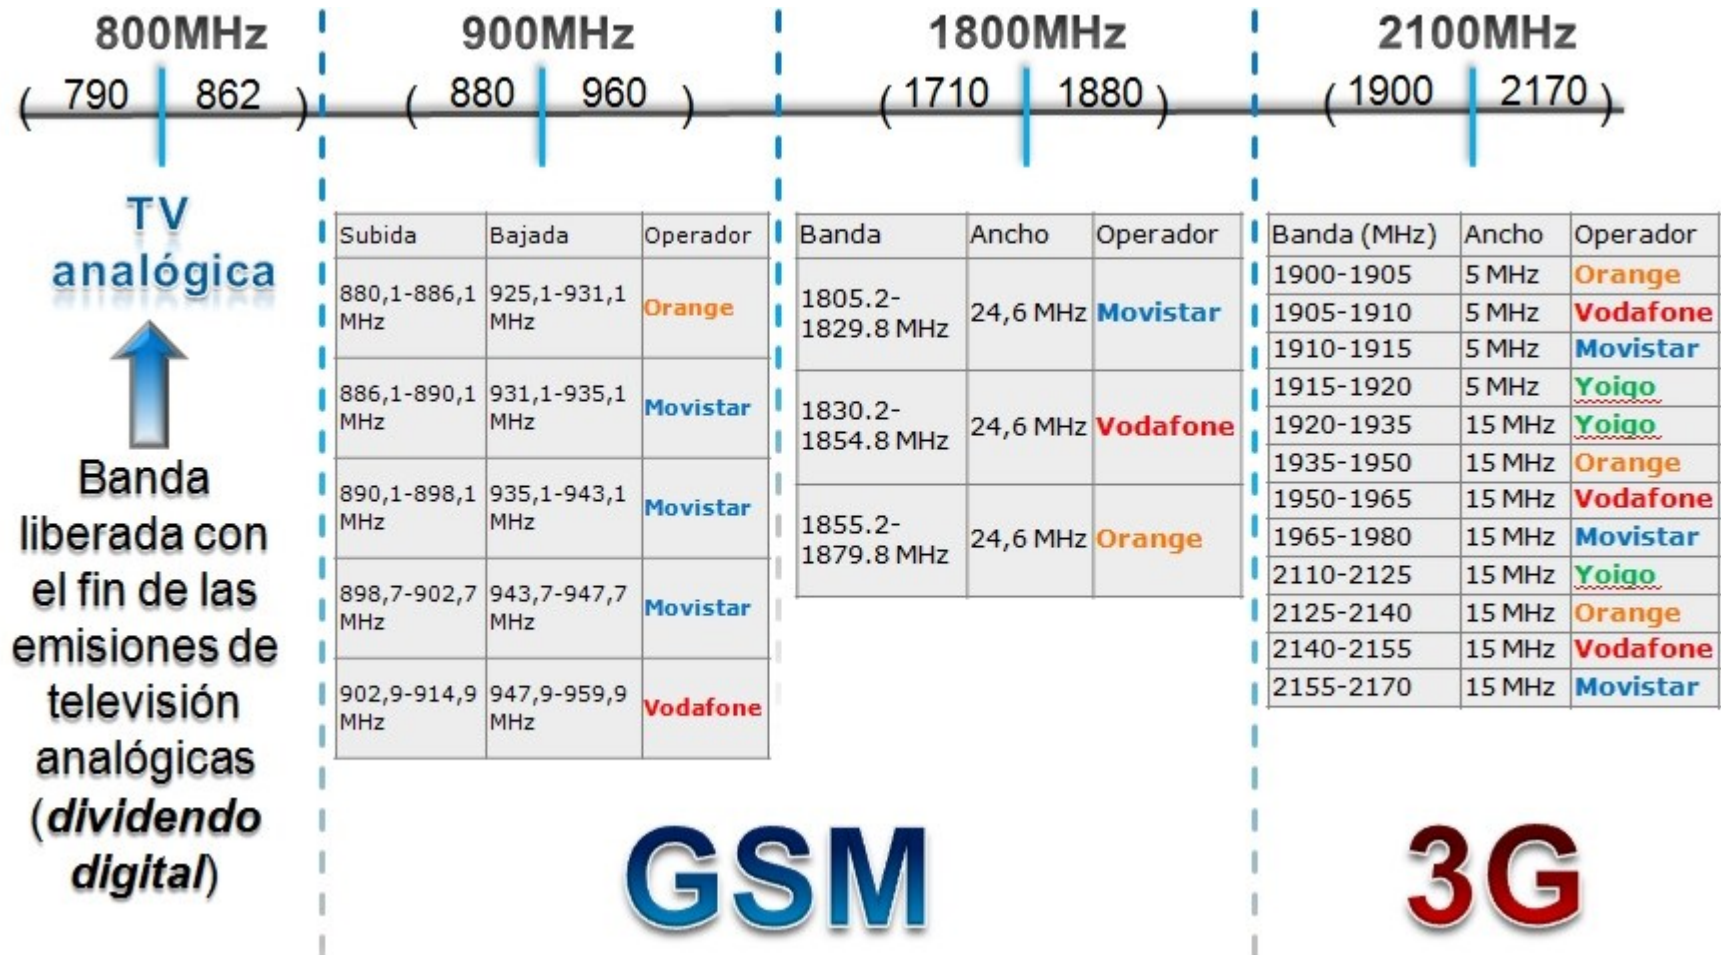 800MHz
( 790 862 )
TV
analógica
Banda
liberada con
el fin de las
emisiones de
televisión
analógicas
(dividendo
digital)
900MHz
( 880 960 )
Subida Bajada Operador
880,1-886,1 925,1-931,1 Orange
MHz MHz
886,1-890,1 931,1-935,1 Movistar
MHz MHz
890,1-898,1 935,1-943,1 Movistar
MHz MHz
898,7-902,7 943,7-947,7 Movistar
MHz MHz
902,9-914,9 947,9-959,9 Vodafone
MHz MHz
1800MHz
( 1710 1880 )
Banda Ancho Operador
1805.2-
1829.8 MHz 24,6 MHz Movistar
1830.2-
1854.8 MHz 24,6 MHz Vodafone
1855.2-
1879.8 MHz 24,6 MHz Orange
GSM
2100MHz
( 1900 2170 )
Banda (MHz) Ancho Operador
1900-1905 5 MHz Orange
1905-1910 5 MHz Vodafone
1910-1915 5 MHz Movistar
1915-1920 5 MHz Yoigo
1920-1935 15 MHz Yoigo
1935-1950 15 MHz Orange
1950-1965 15 MHz Vodafone
1965-1980 15 MHz Movistar
2110-2125 15 MHz Yoigo
2125-2140 15 MHz Orange
2140-2155 15 MHz Vodafone
2155-2170 15 MHz Movistar
3G